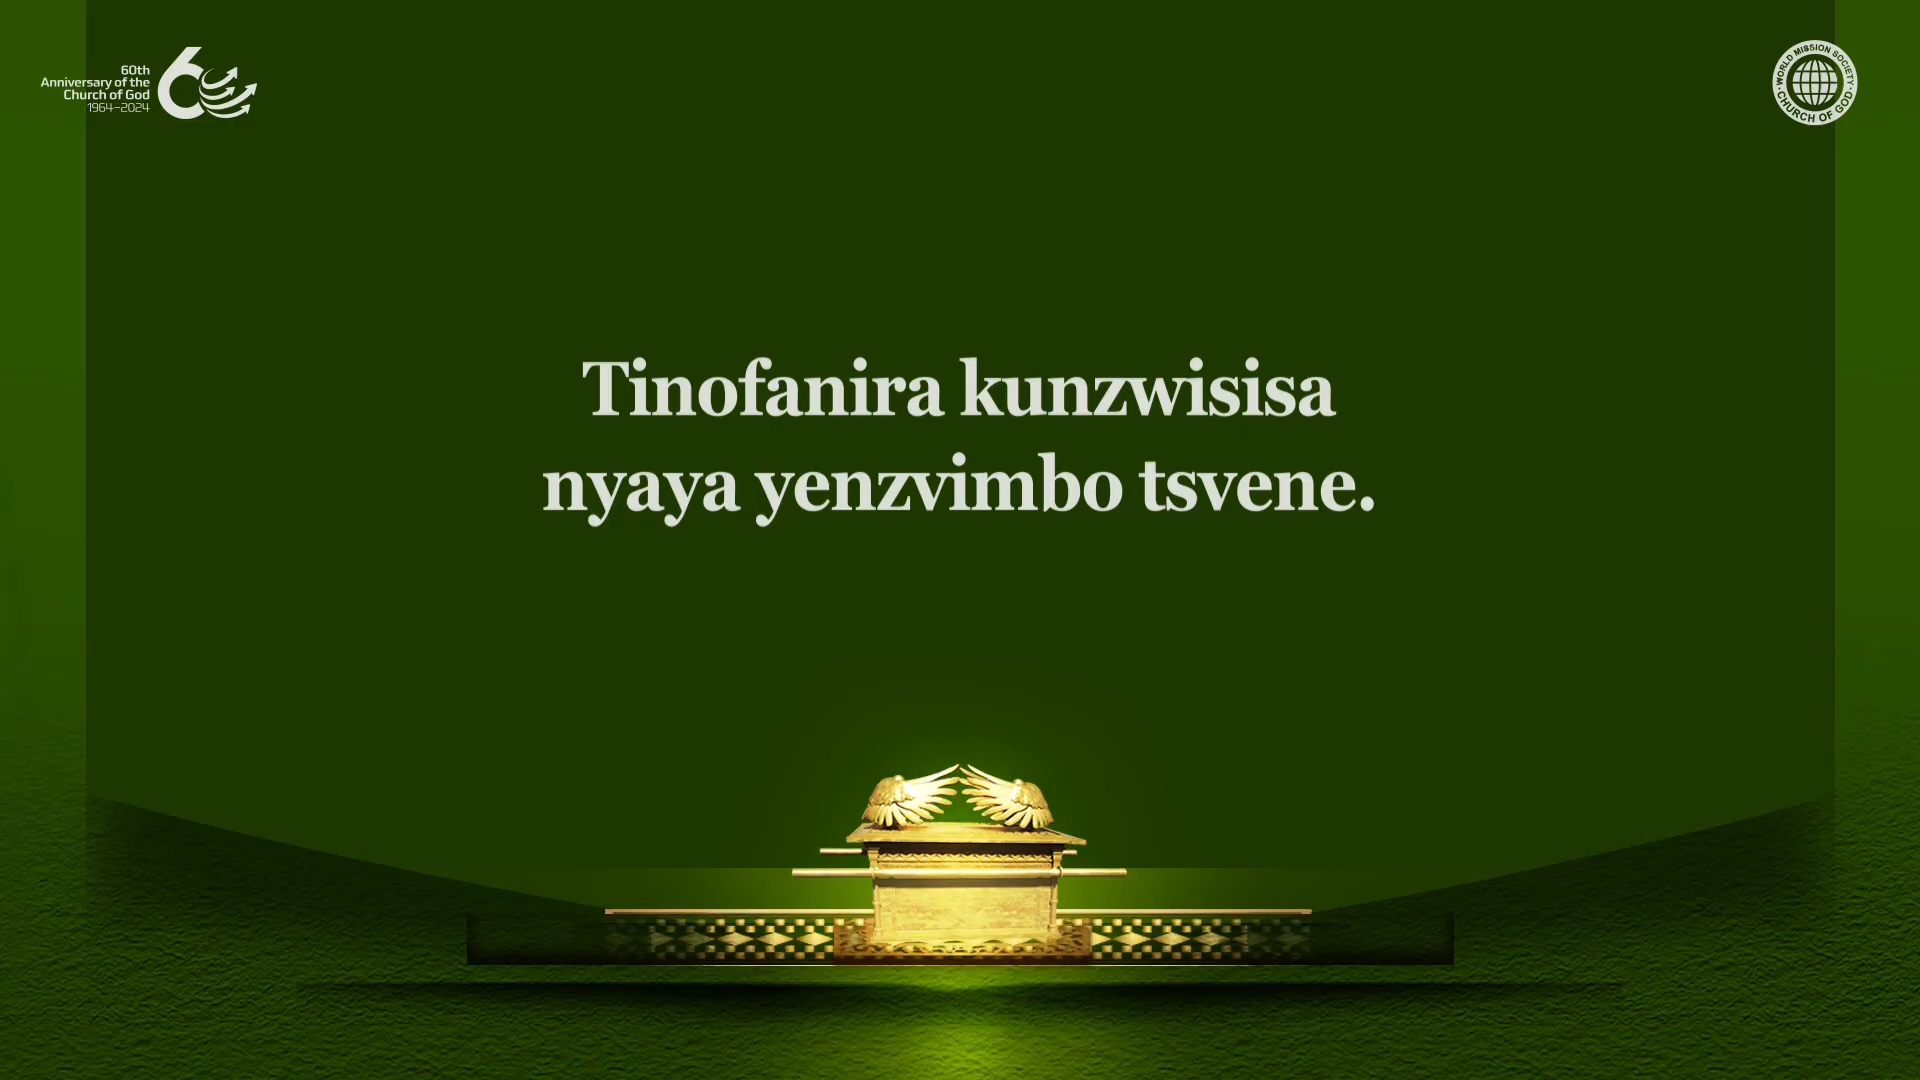 60th
Anniversary of the
Church of God
1964–2024
WORLD MISSION SOCIETY
CHURCH OF GOD
Tinofanira kunzwisisa
nyaya yenzvimbo tsvene.